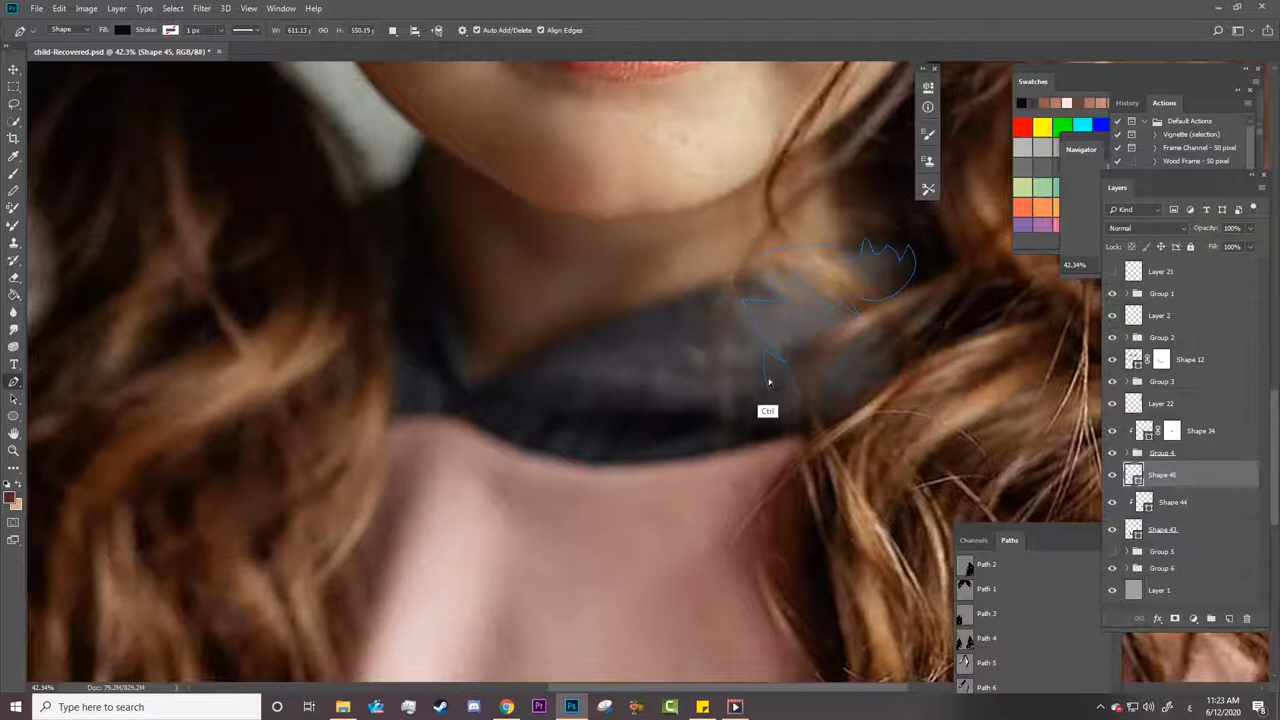 Ps File Edit Image Layer Type Select Filter 3D View Window Help
Shape Fill: Stroke: 1 px W: 611.13 H: 550.19 Auto Add/Delete Align Edges
child-Recovered.psd @ 42.3% (Shape 45, RGB/8#) * ×
Swatches
History Actions
Default Actions
Vignette (selection)
Frame Channel - 50 pixel
Wood Frame - 50 pixel
Navigator
42.34%
Layers
Kind
Normal Opacity: 100%
Lock: Fill: 100%
Layer 21
Group 1
Layer 2
Group 2
Shape 12
Group 3
Layer 22
Shape 34
Group 4
Shape 45
Shape 44
Shape 43
Group 5
Group 6
Layer 1
fx
Ctrl
Channels Paths
Path 2
Path 1
Path 3
Path 4
Path 5
Path 6
42.34% Doc: 79.2M/829.2M
Type here to search
11:23 AM
6/12/2020